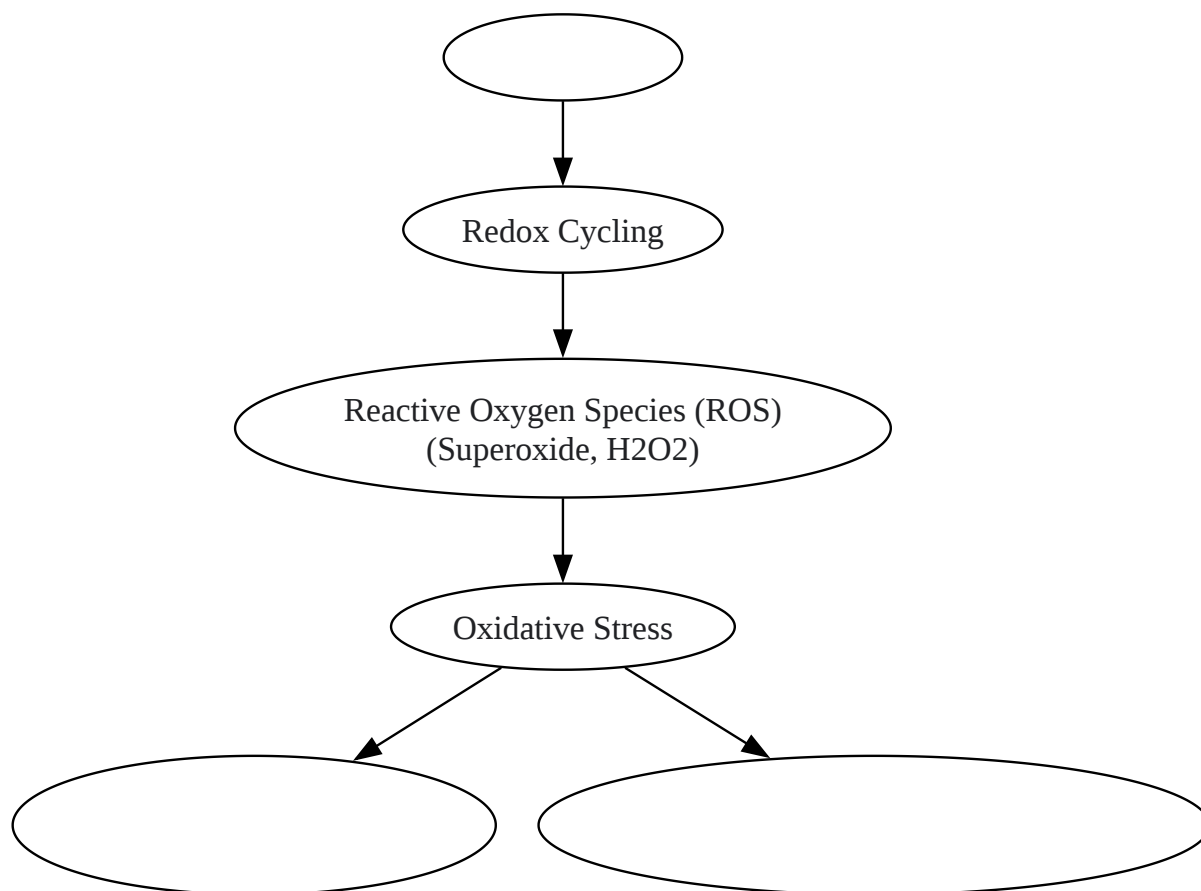 Redox Cycling
Reactive Oxygen Species (ROS)
(Superoxide, H2O2)
Oxidative Stress